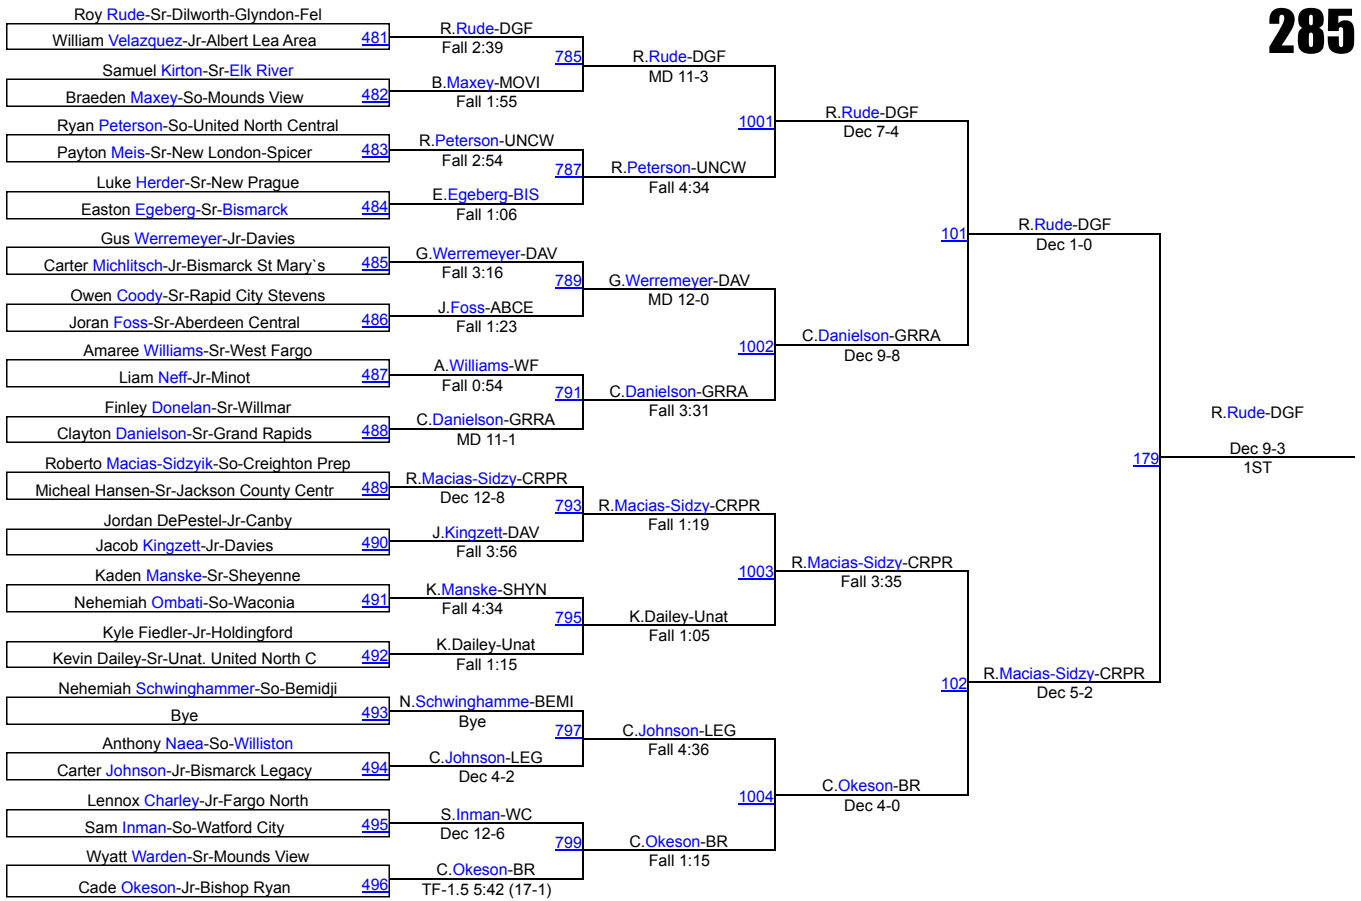 285
Roy Rude-Sr-Dilworth-Glyndon-Fel
William Velazquez-Jr-Albert Lea Area
481
Samuel Kirton-Sr-Elk River
Braeden Maxey-So-Mounds View
482
Ryan Peterson-So-United North Central
Payton Meis-Sr-New London-Spicer
483
Luke Herder-Sr-New Prague
Easton Egeberg-Sr-Bismarck
484
Gus Werremeyer-Jr-Davies
Carter Michlitsch-Jr-Bismarck St Mary`s
485
Owen Coody-Sr-Rapid City Stevens
Joran Foss-Sr-Aberdeen Central
486
Amaree Williams-Sr-West Fargo
Liam Neff-Jr-Minot
487
Finley Donelan-Sr-Willmar
Clayton Danielson-Sr-Grand Rapids
488
Roberto Macias-Sidzyik-So-Creighton Prep
Micheal Hansen-Sr-Jackson County Centr
489
Jordan DePestel-Jr-Canby
Jacob Kingzett-Jr-Davies
490
Kaden Manske-Sr-Sheyenne
Nehemiah Ombati-So-Waconia
491
Kyle Fiedler-Jr-Holdingford
Kevin Dailey-Sr-Unat. United North C
492
Nehemiah Schwinghammer-So-Bemidji
Bye
493
Anthony Naea-So-Williston
Carter Johnson-Jr-Bismarck Legacy
494
Lennox Charley-Jr-Fargo North
Sam Inman-So-Watford City
495
Wyatt Warden-Sr-Mounds View
Cade Okeson-Jr-Bishop Ryan
496
R.Rude-DGF
Fall 2:39
785
B.Maxey-MOVI
Fall 1:55
R.Peterson-UNCW
Fall 2:54
787
E.Egeberg-BIS
Fall 1:06
G.Werremeyer-DAV
Fall 3:16
789
J.Foss-ABCE
Fall 1:23
A.Williams-WF
Fall 0:54
791
C.Danielson-GRRA
MD 11-1
R.Macias-Sidzy-CRPR
Dec 12-8
793
J.Kingzett-DAV
Fall 3:56
K.Manske-SHYN
Fall 4:34
795
K.Dailey-Unat
Fall 1:15
N.Schwinghamme-BEMI
Bye
797
C.Johnson-LEG
Dec 4-2
S.Inman-WC
Dec 12-6
799
C.Okeson-BR
TF-1.5 5:42 (17-1)
R.Rude-DGF
MD 11-3
1001
R.Peterson-UNCW
Fall 4:34
G.Werremeyer-DAV
MD 12-0
1002
C.Danielson-GRRA
Fall 3:31
R.Macias-Sidzy-CRPR
Fall 1:19
1003
K.Dailey-Unat
Fall 1:05
C.Johnson-LEG
Fall 4:36
1004
C.Okeson-BR
Fall 1:15
R.Rude-DGF
Dec 7-4
101
C.Danielson-GRRA
Dec 9-8
R.Macias-Sidzy-CRPR
Fall 3:35
102
C.Okeson-BR
Dec 4-0
R.Rude-DGF
Dec 1-0
179
R.Macias-Sidzy-CRPR
Dec 5-2
R.Rude-DGF
Dec 9-3
1ST